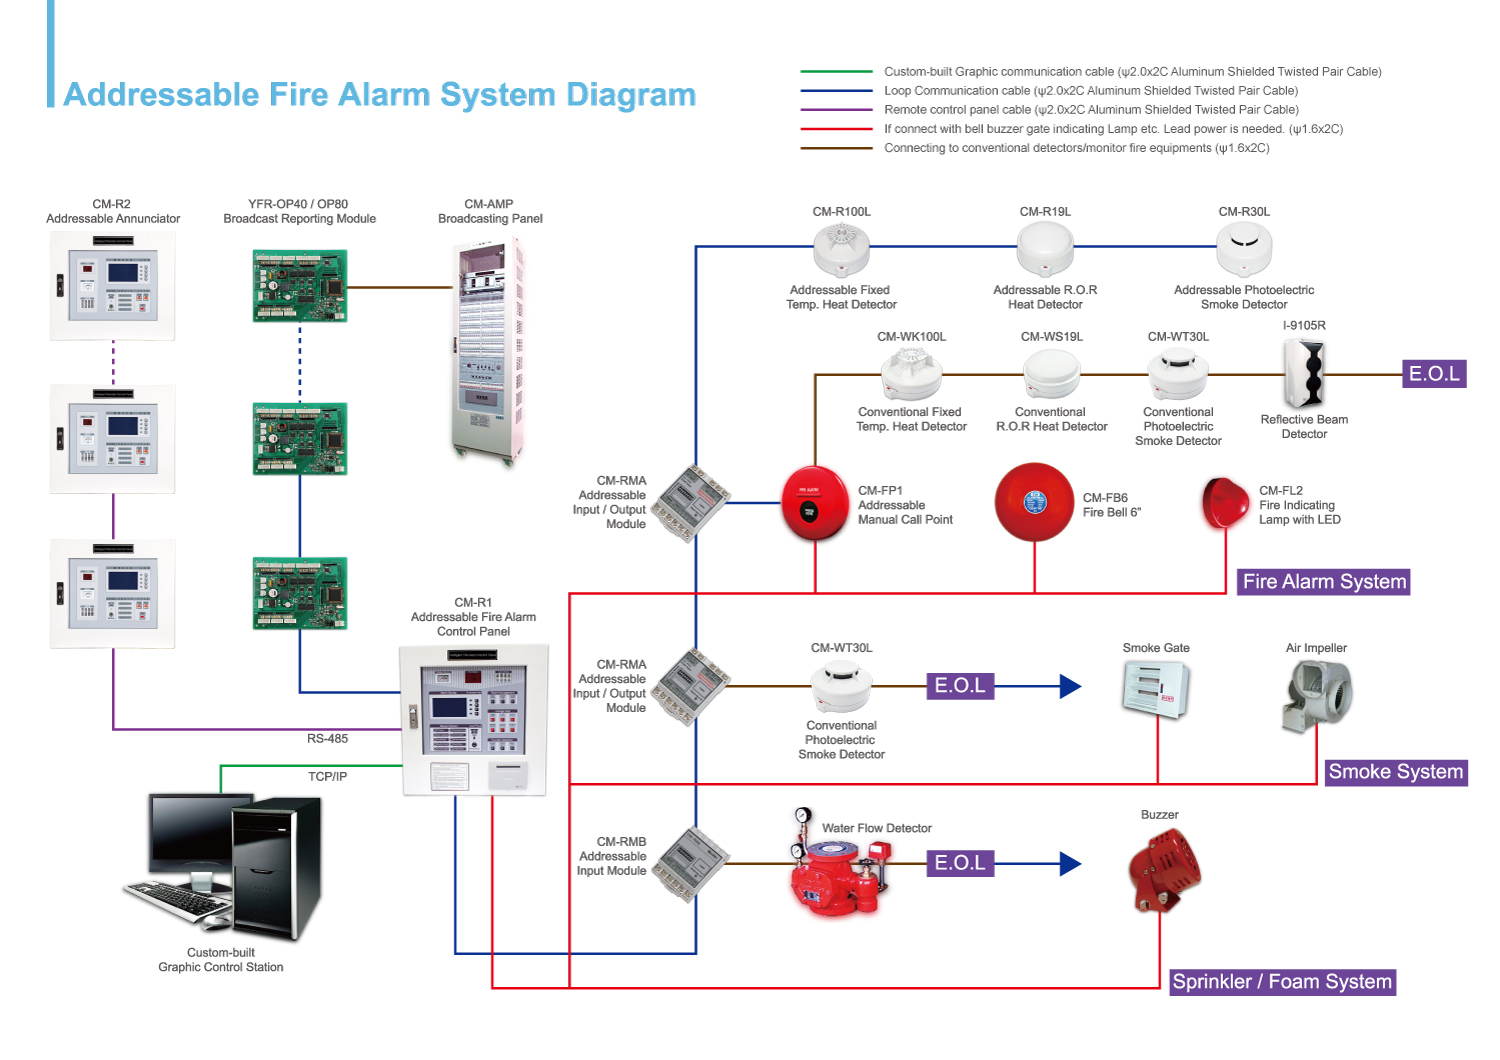 Addressable Fire Alarm System Diagram
Custom-built Graphic communication cable (ψ2.0x2C Aluminum Shielded Twisted Pair Cable)
Loop Communication cable (ψ2.0x2C Aluminum Shielded Twisted Pair Cable)
Remote control panel cable (ψ2.0x2C Aluminum Shielded Twisted Pair Cable)
If connect with bell buzzer gate indicating Lamp etc. Lead power is needed. (ψ1.6x2C)
Connecting to conventional detectors/monitor fire equipments (ψ1.6x2C)
CM-R2
Addressable Annunciator
YFR-OP40 / OP80
Broadcast Reporting Module
CM-AMP
Broadcasting Panel
CM-R100L
Addressable Fixed
Temp. Heat Detector
CM-R19L
Addressable R.O.R
Heat Detector
CM-R30L
Addressable Photoelectric
Smoke Detector
CM-WK100L
Conventional Fixed
Temp. Heat Detector
CM-WS19L
Conventional
R.O.R Heat Detector
CM-WT30L
Conventional
Photoelectric
Smoke Detector
I-9105R
Reflective Beam
Detector
E.O.L
CM-RMA
Addressable
Input / Output
Module
FIRE ALARM
CM-FP1
Addressable
Manual Call Point
CM-FB6
Fire Bell 6"
CM-FL2
Fire Indicating
Lamp with LED
Fire Alarm System
CM-R1
Addressable Fire Alarm
Control Panel
CM-RMA
Addressable
Input / Output
Module
CM-WT30L
Conventional
Photoelectric
Smoke Detector
E.O.L
Smoke Gate
Air Impeller
Smoke System
RS-485
TCP/IP
Custom-built
Graphic Control Station
CM-RMB
Addressable
Input Module
Water Flow Detector
E.O.L
Buzzer
Sprinkler / Foam System